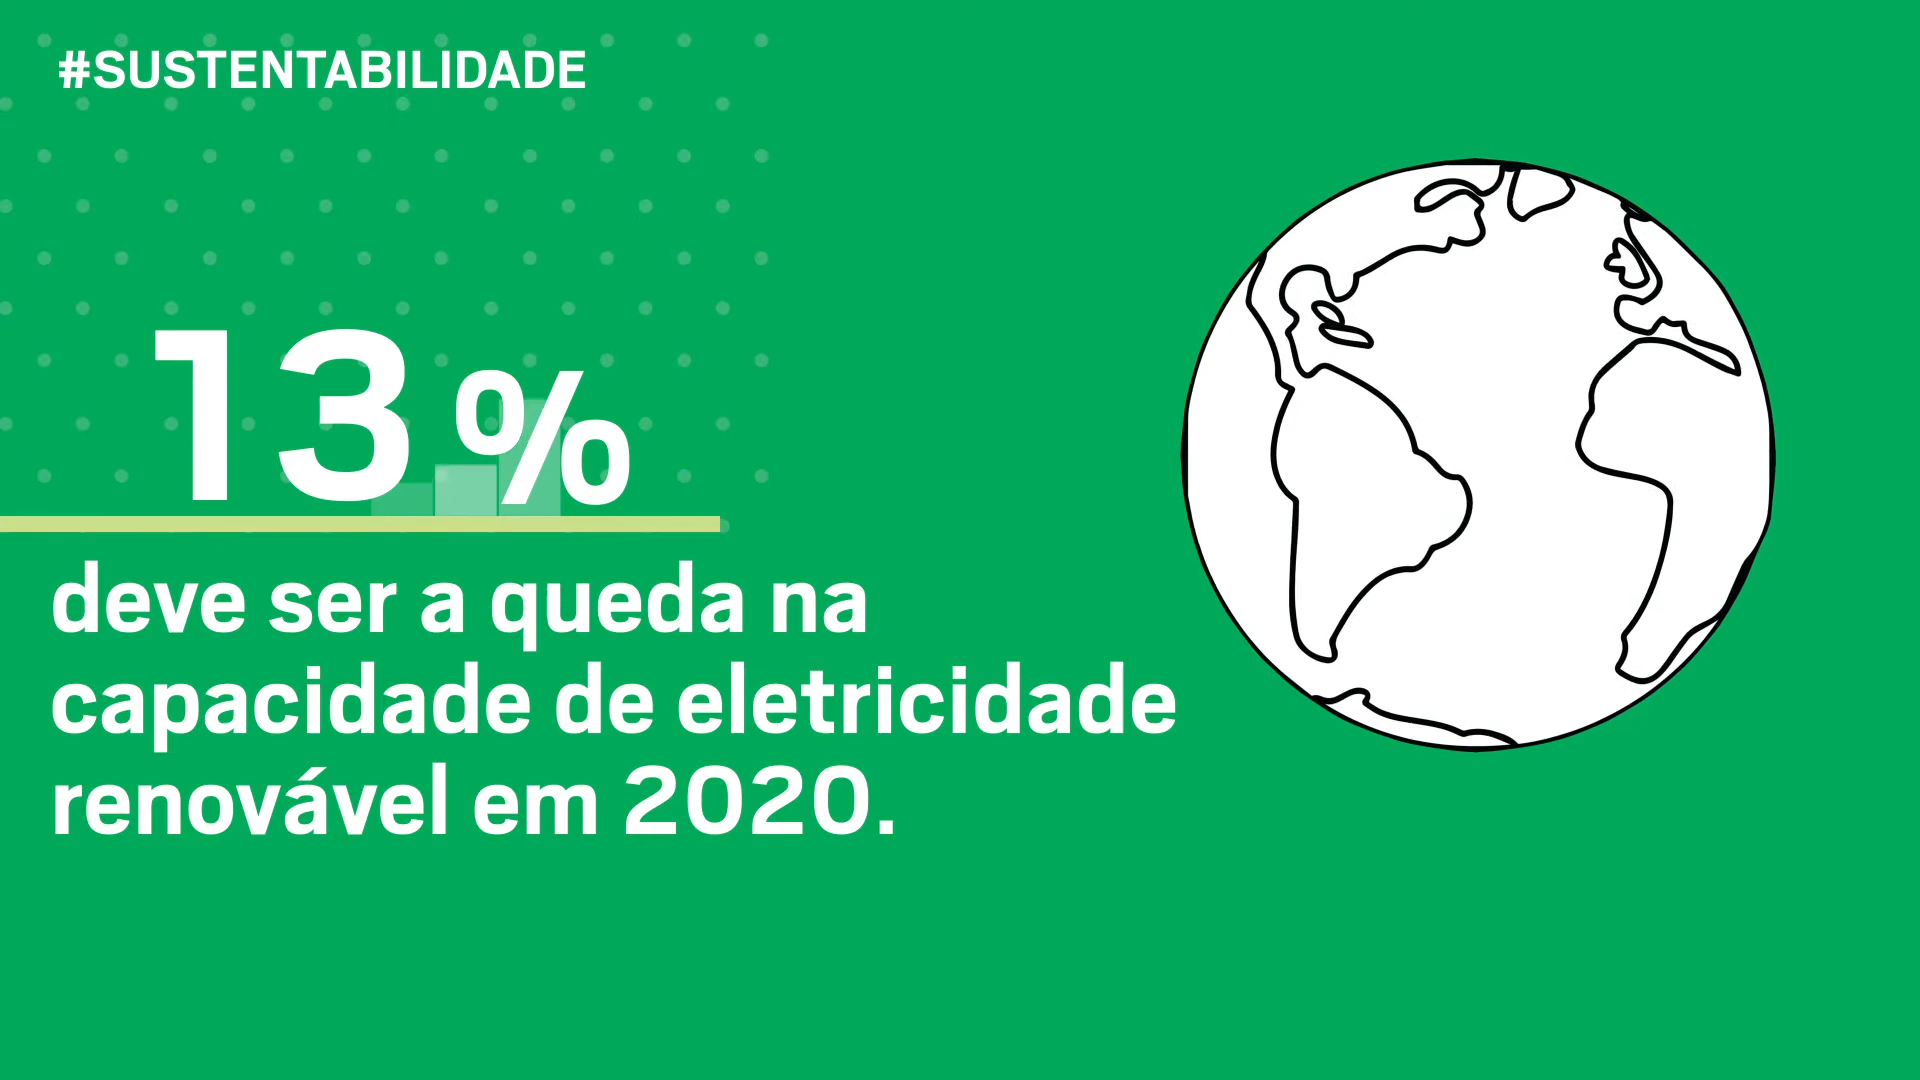 #SUSTENTABILIDADE
13%
deve ser a queda na
capacidade de eletricidade
renovável em 2020.